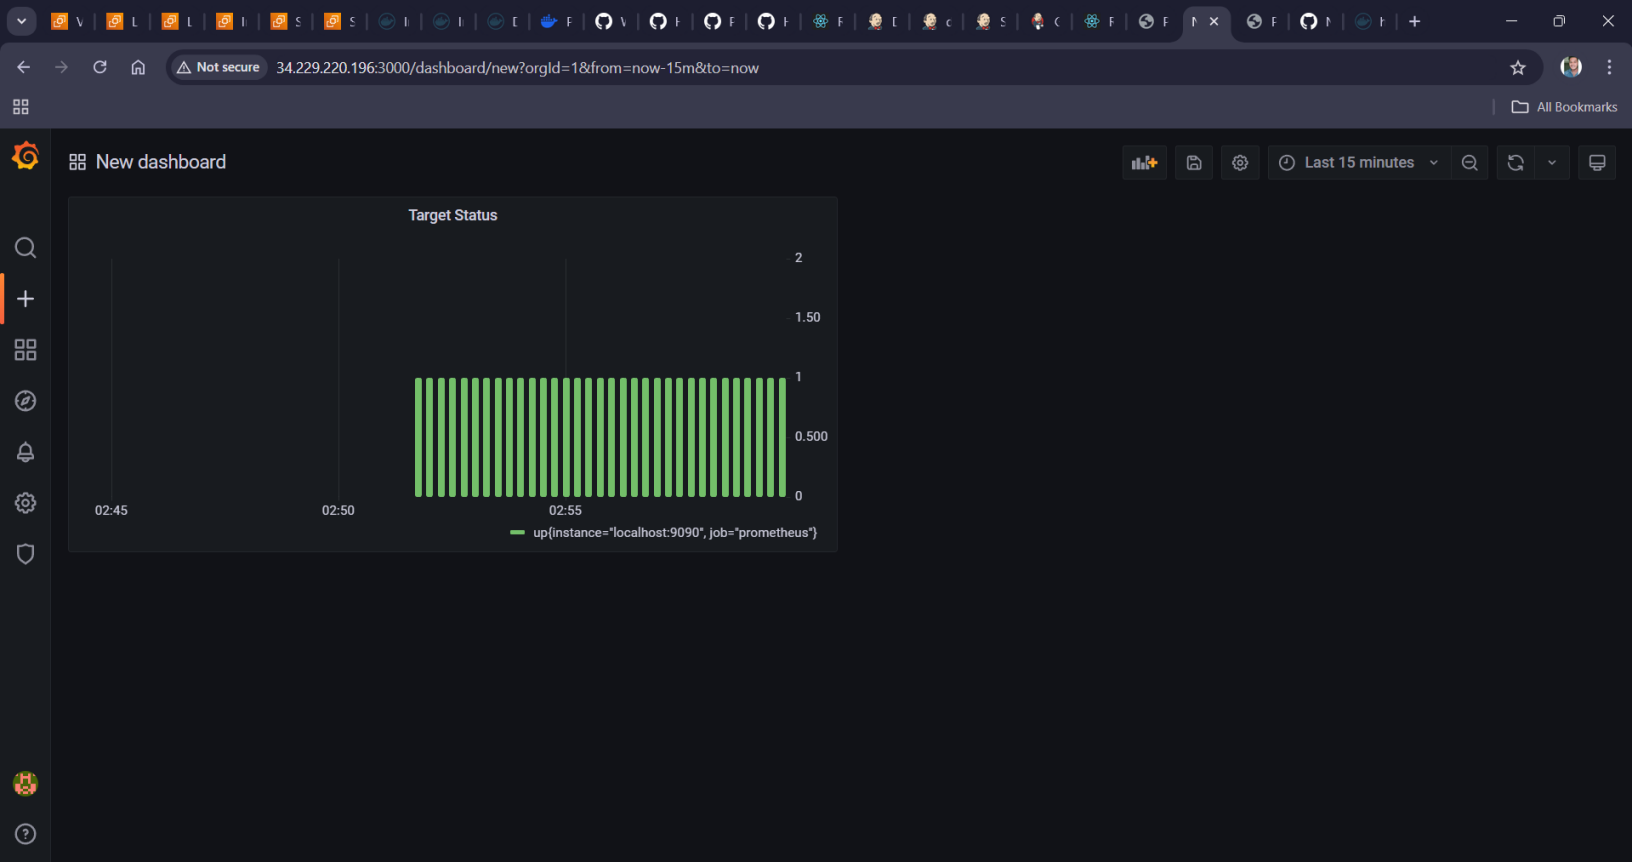 Not secure
34.229.220.196:3000/dashboard/new?orgId=1&from=now-15m&to=now
All Bookmarks
New dashboard
Last 15 minutes
Target Status
2
1.50
1
0.500
0
02:45
02:50
02:55
up{instance="localhost:9090", job="prometheus"}